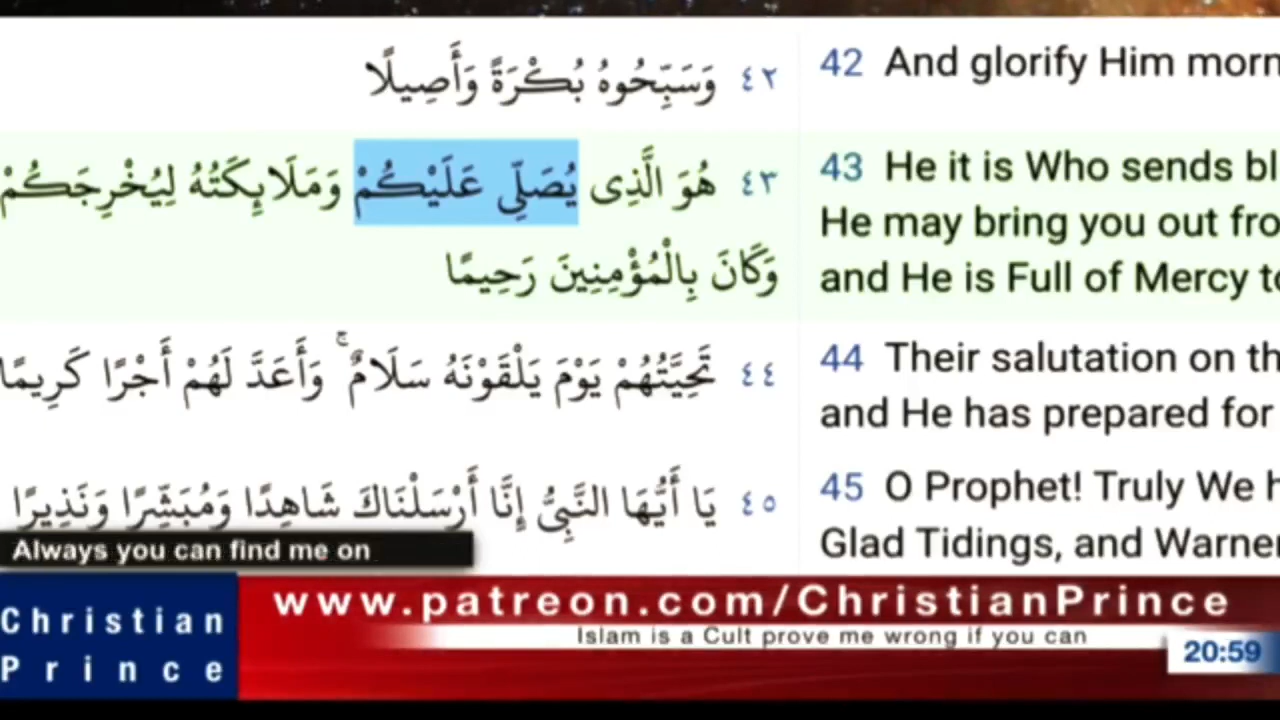 وَسَبِّحُوهُ بُكْرَةً وَأَصِيلًا ٤٢
42 And glorify Him morn
هُوَ الَّذِى يُصَلِّى عَلَيْكُمْ وَمَلَائِكَتُهُ لِيُخْرِجَكُمْ ٤٣
وَكَانَ بِالْمُؤْمِنِينَ رَحِيمًا
43 He it is Who sends bl
He may bring you out fro
and He is Full of Mercy to
تَحِيَّتُهُمْ يَوْمَ يَلْقَوْنَهُ سَلَامٌ ۚ وَأَعَدَّ لَهُمْ أَجْرًا كَرِيمًا ٤٤
44 Their salutation on th
and He has prepared for
يَا أَيُّهَا النَّبِىُّ إِنَّا أَرْسَلْنَاكَ شَاهِدًا وَمُبَشِّرًا وَنَذِيرًا ٤٥
45 O Prophet! Truly We h
Glad Tidings, and Warner
Always you can find me on
Christian
Prince
www.patreon.com/ChristianPrince
Islam is a Cult prove me wrong if you can
20:59